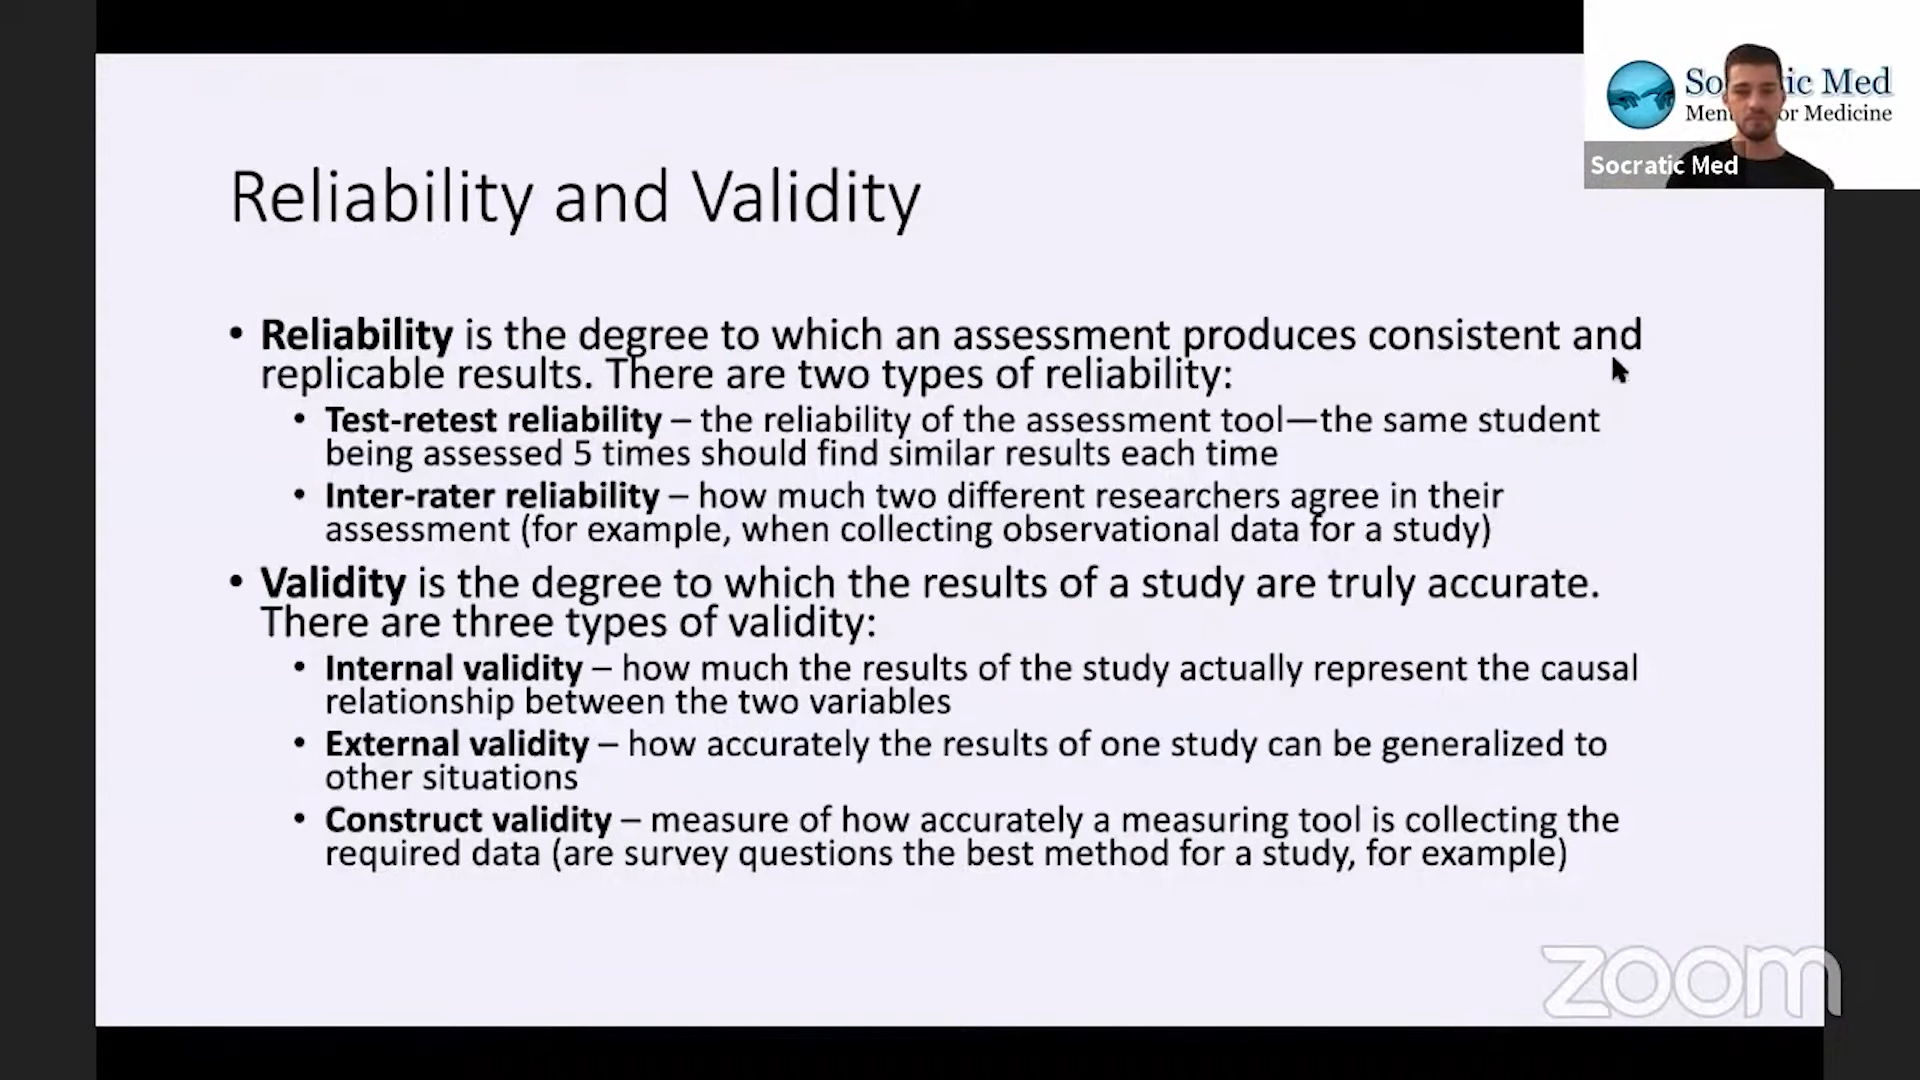 Socratic Med
Reliability and Validity
• Reliability is the degree to which an assessment produces consistent and
replicable results. There are two types of reliability:
• Test-retest reliability – the reliability of the assessment tool—the same student
being assessed 5 times should find similar results each time
• Inter-rater reliability – how much two different researchers agree in their
assessment (for example, when collecting observational data for a study)
• Validity is the degree to which the results of a study are truly accurate.
There are three types of validity:
• Internal validity – how much the results of the study actually represent the causal
relationship between the two variables
• External validity – how accurately the results of one study can be generalized to
other situations
• Construct validity – measure of how accurately a measuring tool is collecting the
required data (are survey questions the best method for a study, for example)
Med
Medicine
zoom